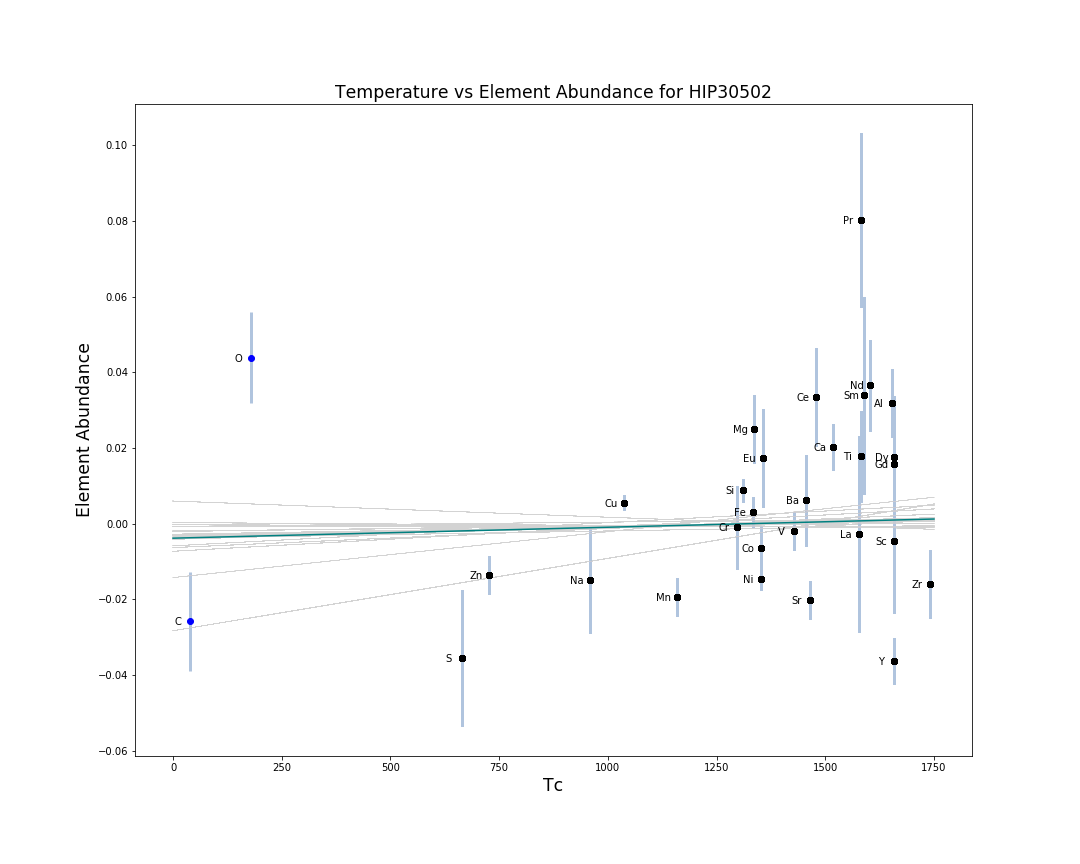 Temperature vs Element Abundance for HIP30502
0.10
0.08
0.06
0.04
0.02
0.00
−0.02
−0.04
−0.06
Element Abundance
Pr
O
Nd
Sm
Al
Ce
Mg
Ca
Eu
Ti
Dy
Gd
Si
Ba
Cu
Fe
Cr
V
La
Sc
Co
Zn
Na
Ni
Zr
Mn
Sr
C
S
Y
0 250 500 750 1000 1250 1500 1750
Tc